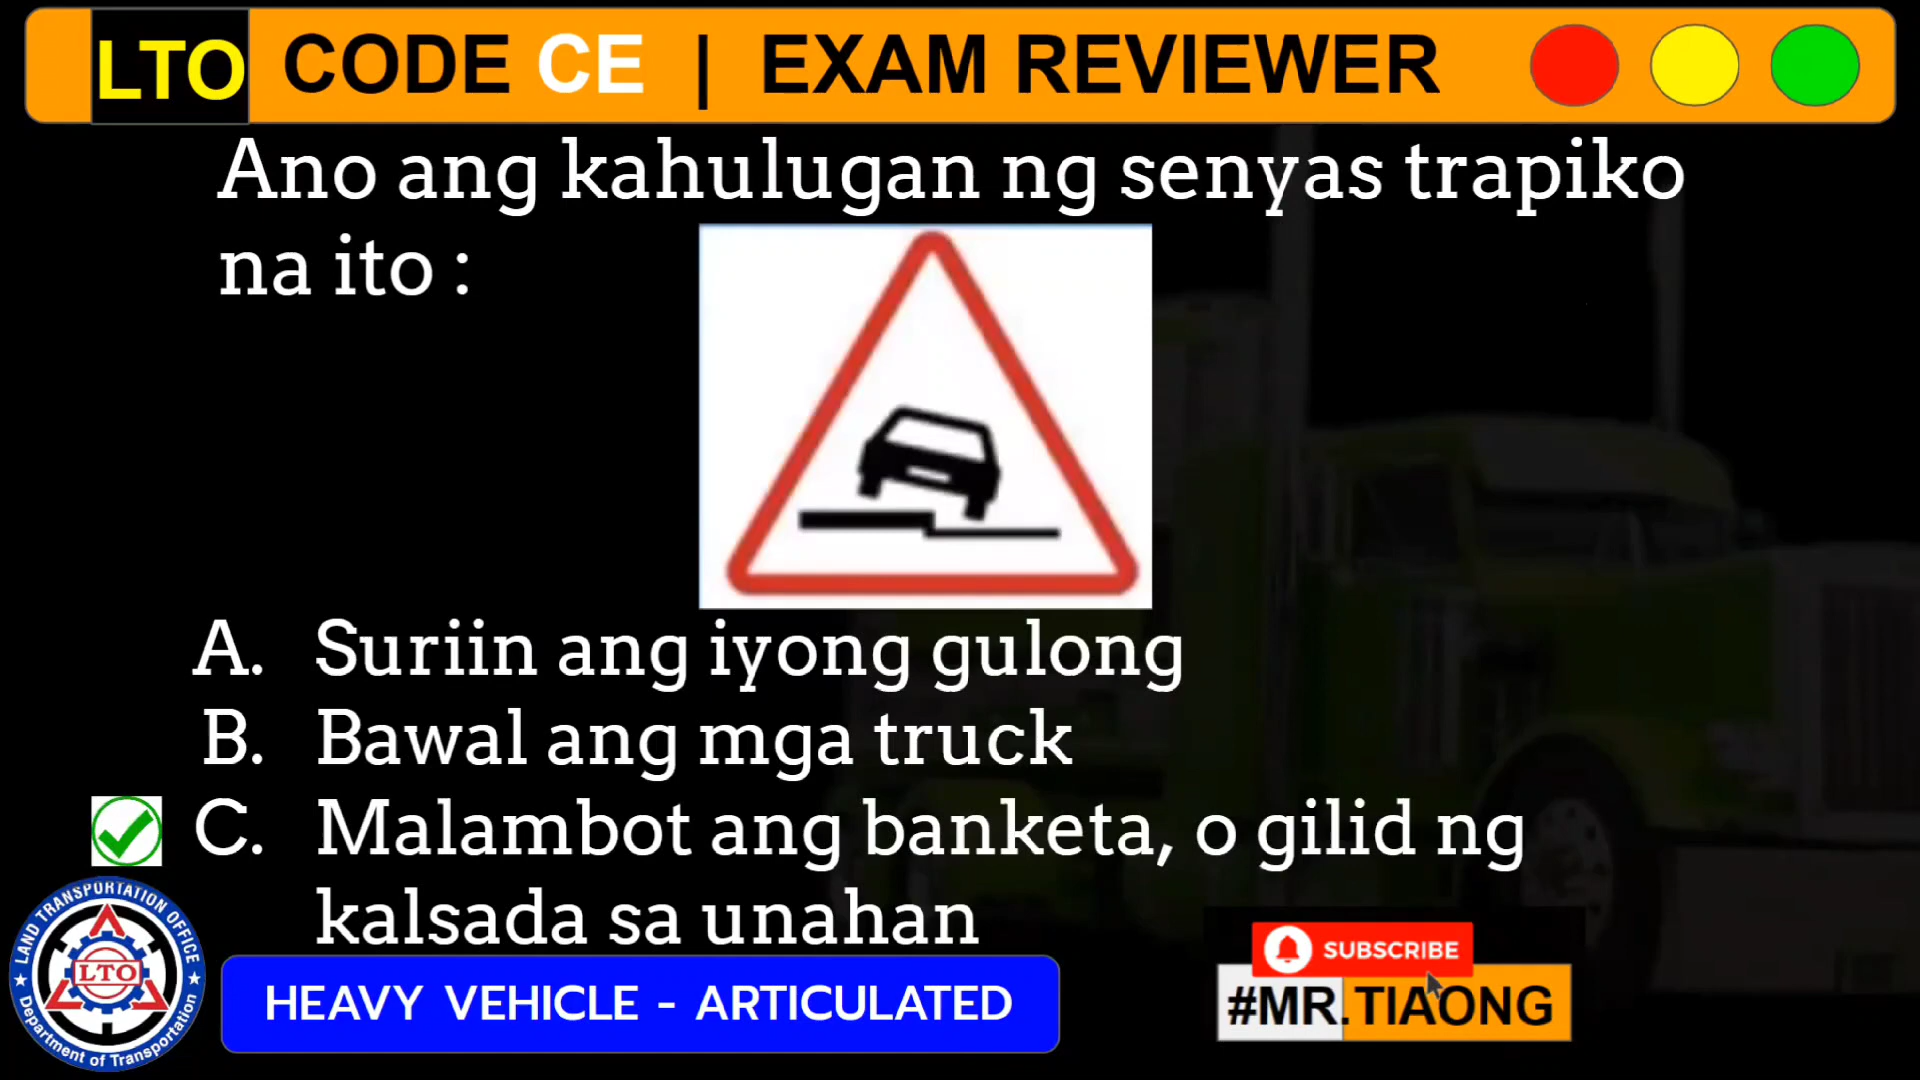 LTO CODE CE | EXAM REVIEWER
Ano ang kahulugan ng senyas trapiko
na ito :
A. Suriin ang iyong gulong
B. Bawal ang mga truck
C. Malambot ang banketa, o gilid ng
kalsada sa unahan
LAND TRANSPORTATION OFFICE
LTO
Department of Transportation
HEAVY VEHICLE - ARTICULATED
SUBSCRIBE
#MR.TIAONG